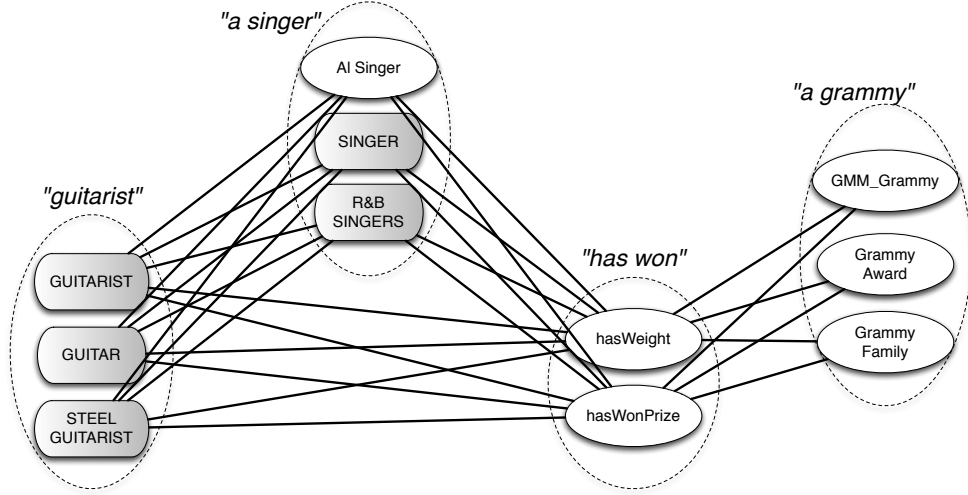 "a singer"
Al Singer
SINGER
R&B
SINGERS
"guitarist"
GUITARIST
GUITAR
STEEL
GUITARIST
"has won"
hasWeight
hasWonPrize
"a grammy"
GMM_Grammy
Grammy
Award
Grammy
Family